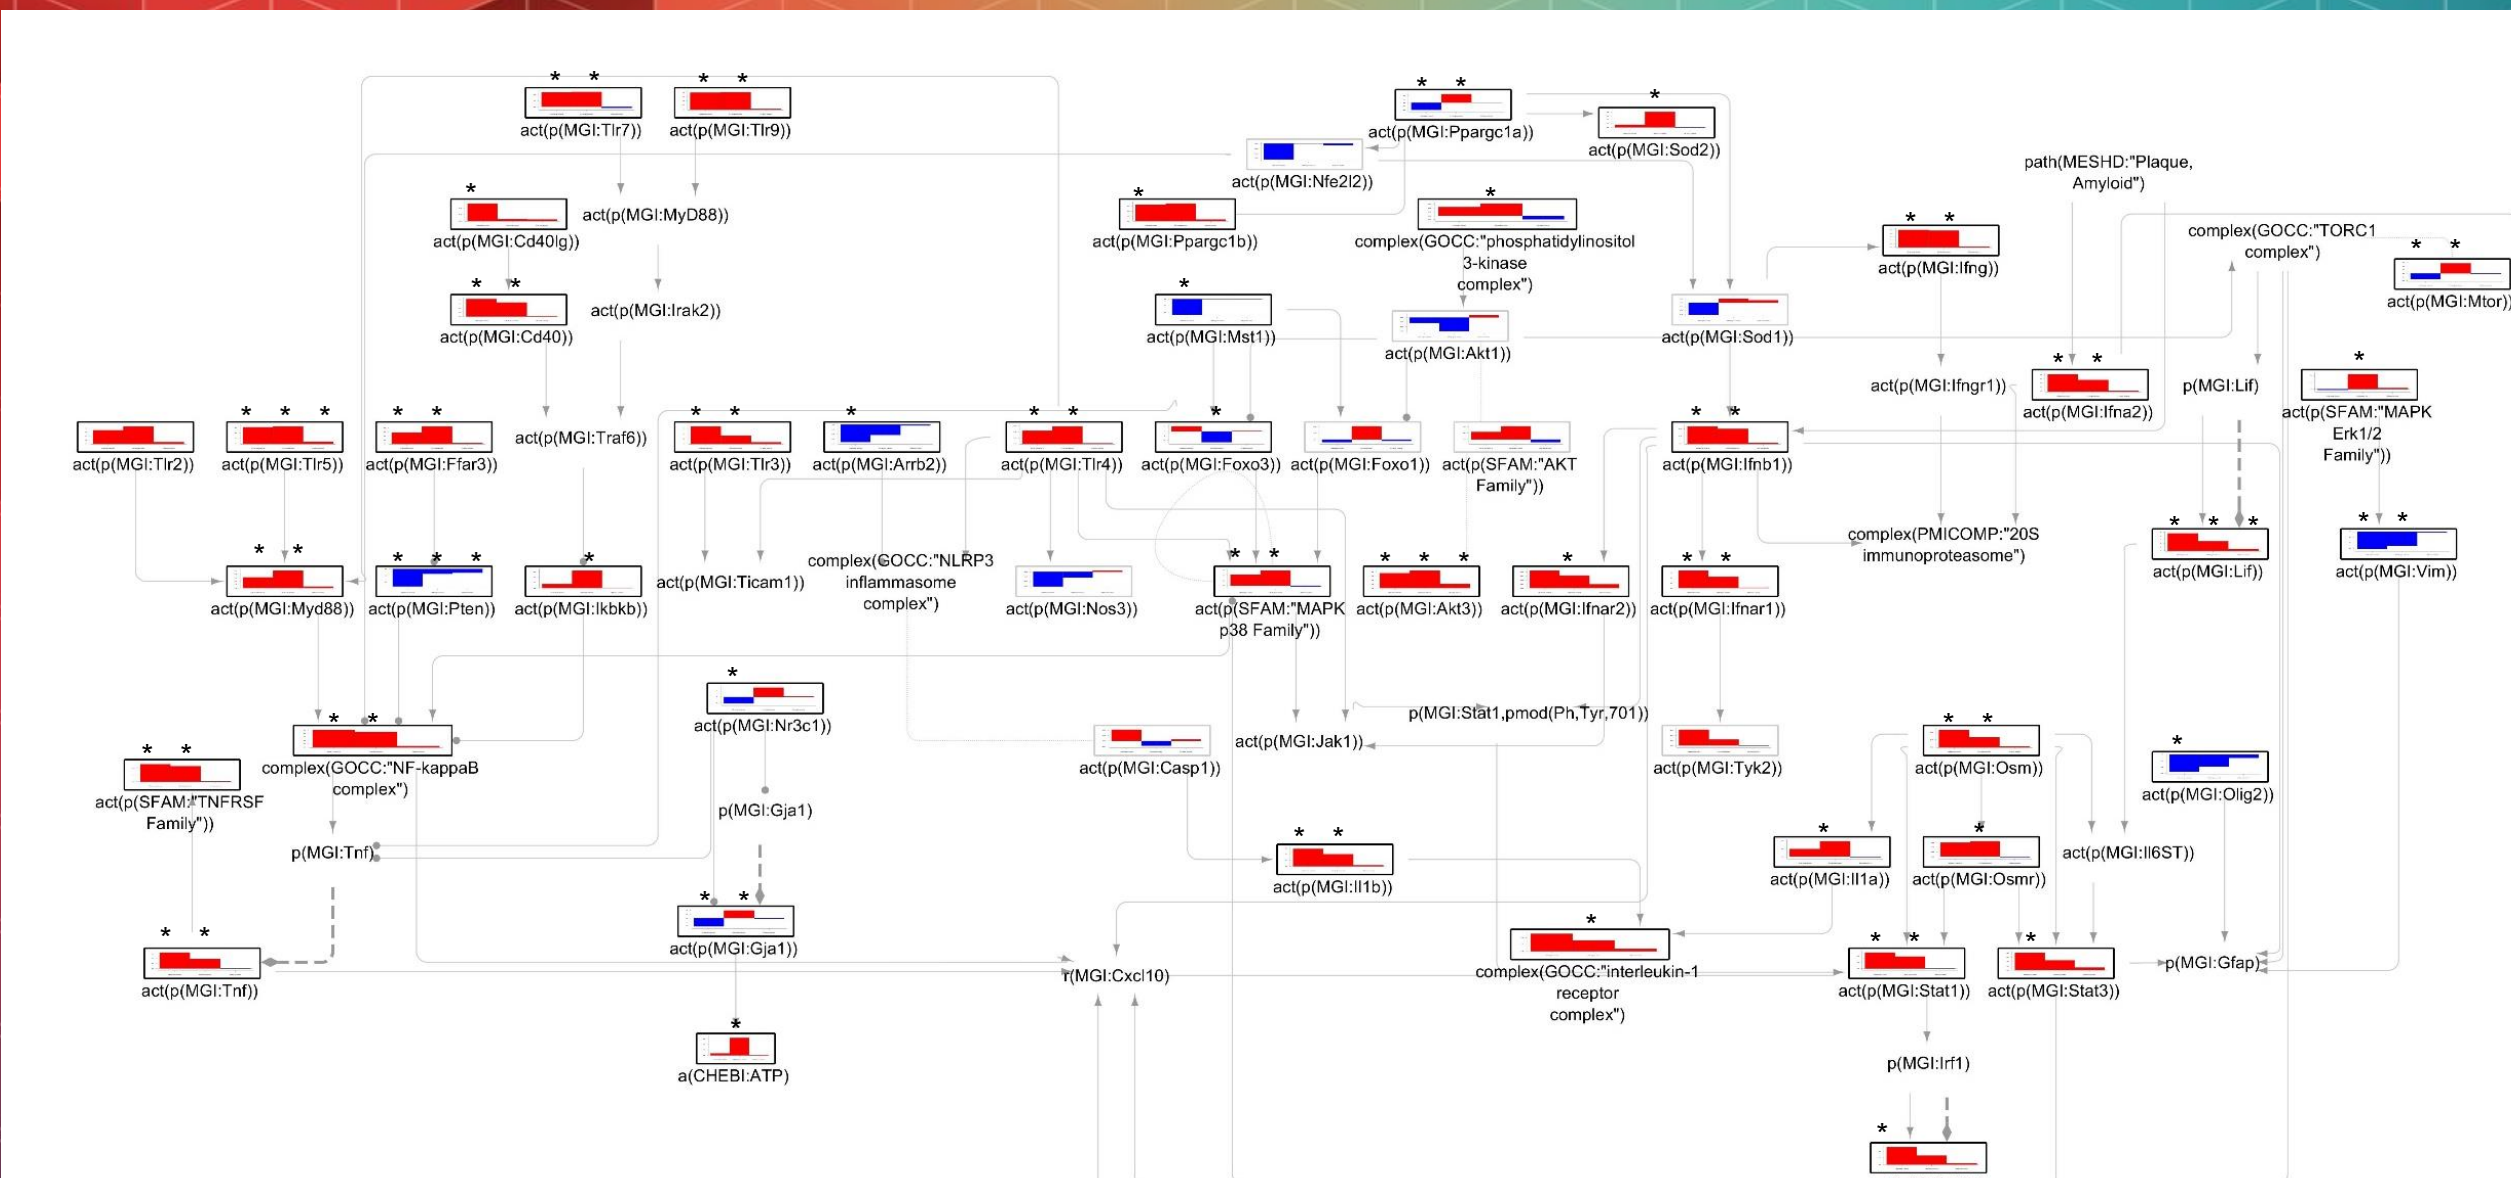 * * * *
act(p(MGI:Tlr7)) act(p(MGI:Tlr9))
* *
act(p(MGI:Ppargc1a))
*
act(p(MGI:Sod2))
act(p(MGI:Nfe2l2))
path(MESHD:"Plaque,
Amyloid")
*
act(p(MGI:Cd40lg))
act(p(MGI:MyD88))
*
act(p(MGI:Ppargc1b))
*
complex(GOCC:"phosphatidylinositol
3-kinase
complex")
* *
act(p(MGI:Ifng))
complex(GOCC:"TORC1
complex")
* *
act(p(MGI:Mtor))
* *
act(p(MGI:Cd40))
act(p(MGI:Irak2))
*
act(p(MGI:Mst1))
act(p(MGI:Akt1))
act(p(MGI:Sod1))
act(p(MGI:Ifngr1))
* *
act(p(MGI:Ifna2))
p(MGI:Lif)
*
act(p(SFAM:"MAPK
Erk1/2
Family"))
act(p(MGI:Tlr2))
* * *
act(p(MGI:Tlr5))
* *
act(p(MGI:Ffar3))
act(p(MGI:Traf6))
* *
act(p(MGI:Tlr3))
*
act(p(MGI:Arrb2))
* *
act(p(MGI:Tlr4))
*
act(p(MGI:Foxo3))
act(p(MGI:Foxo1))
act(p(SFAM:"AKT
Family"))
* *
act(p(MGI:Ifnb1))
* *
act(p(MGI:Myd88))
* * *
act(p(MGI:Pten))
*
act(p(MGI:Ikbkb))
act(p(MGI:Ticam1))
complex(GOCC:"NLRP3
inflammasome
complex")
act(p(MGI:Nos3))
* *
act(p(SFAM:"MAPK
p38 Family"))
* * *
act(p(MGI:Akt3))
*
act(p(MGI:Ifnar2))
* *
act(p(MGI:Ifnar1))
complex(PMICOMP:"20S
immunoproteasome")
* * *
act(p(MGI:Lif))
* *
act(p(MGI:Vim))
* *
complex(GOCC:"NF-kappaB
complex")
* *
act(p(SFAM:"TNFRSF
Family"))
*
act(p(MGI:Nr3c1))
act(p(MGI:Casp1))
act(p(MGI:Jak1))
p(MGI:Stat1,pmod(Ph,Tyr,701))
act(p(MGI:Tyk2))
* *
act(p(MGI:Osm))
*
act(p(MGI:Olig2))
p(MGI:Tnf)
p(MGI:Gja1)
* *
act(p(MGI:Il1b))
*
act(p(MGI:Il1a))
*
act(p(MGI:Osmr))
act(p(MGI:Il6ST))
* *
act(p(MGI:Tnf))
* *
act(p(MGI:Gja1))
r(MGI:Cxcl10)
*
complex(GOCC:"interleukin-1
receptor
complex")
* *
act(p(MGI:Stat1))
*
act(p(MGI:Stat3))
p(MGI:Gfap)
*
a(CHEBI:ATP)
p(MGI:Irf1)
*